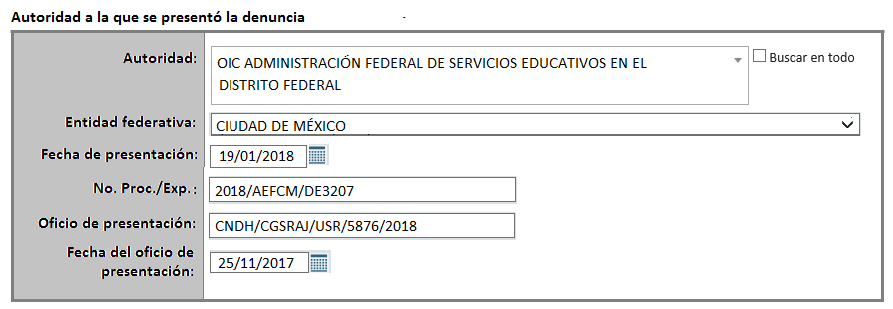 Autoridad a la que se presentó la denuncia
Autoridad: OIC ADMINISTRACIÓN FEDERAL DE SERVICIOS EDUCATIVOS EN EL Buscar en todo
DISTRITO FEDERAL
Entidad federativa: CIUDAD DE MÉXICO
Fecha de presentación: 19/01/2018
No. Proc./Exp. : 2018/AEFCM/DE3207
Oficio de presentación: CNDH/CGSRAJ/USR/5876/2018
Fecha del oficio de
presentación: 25/11/2017